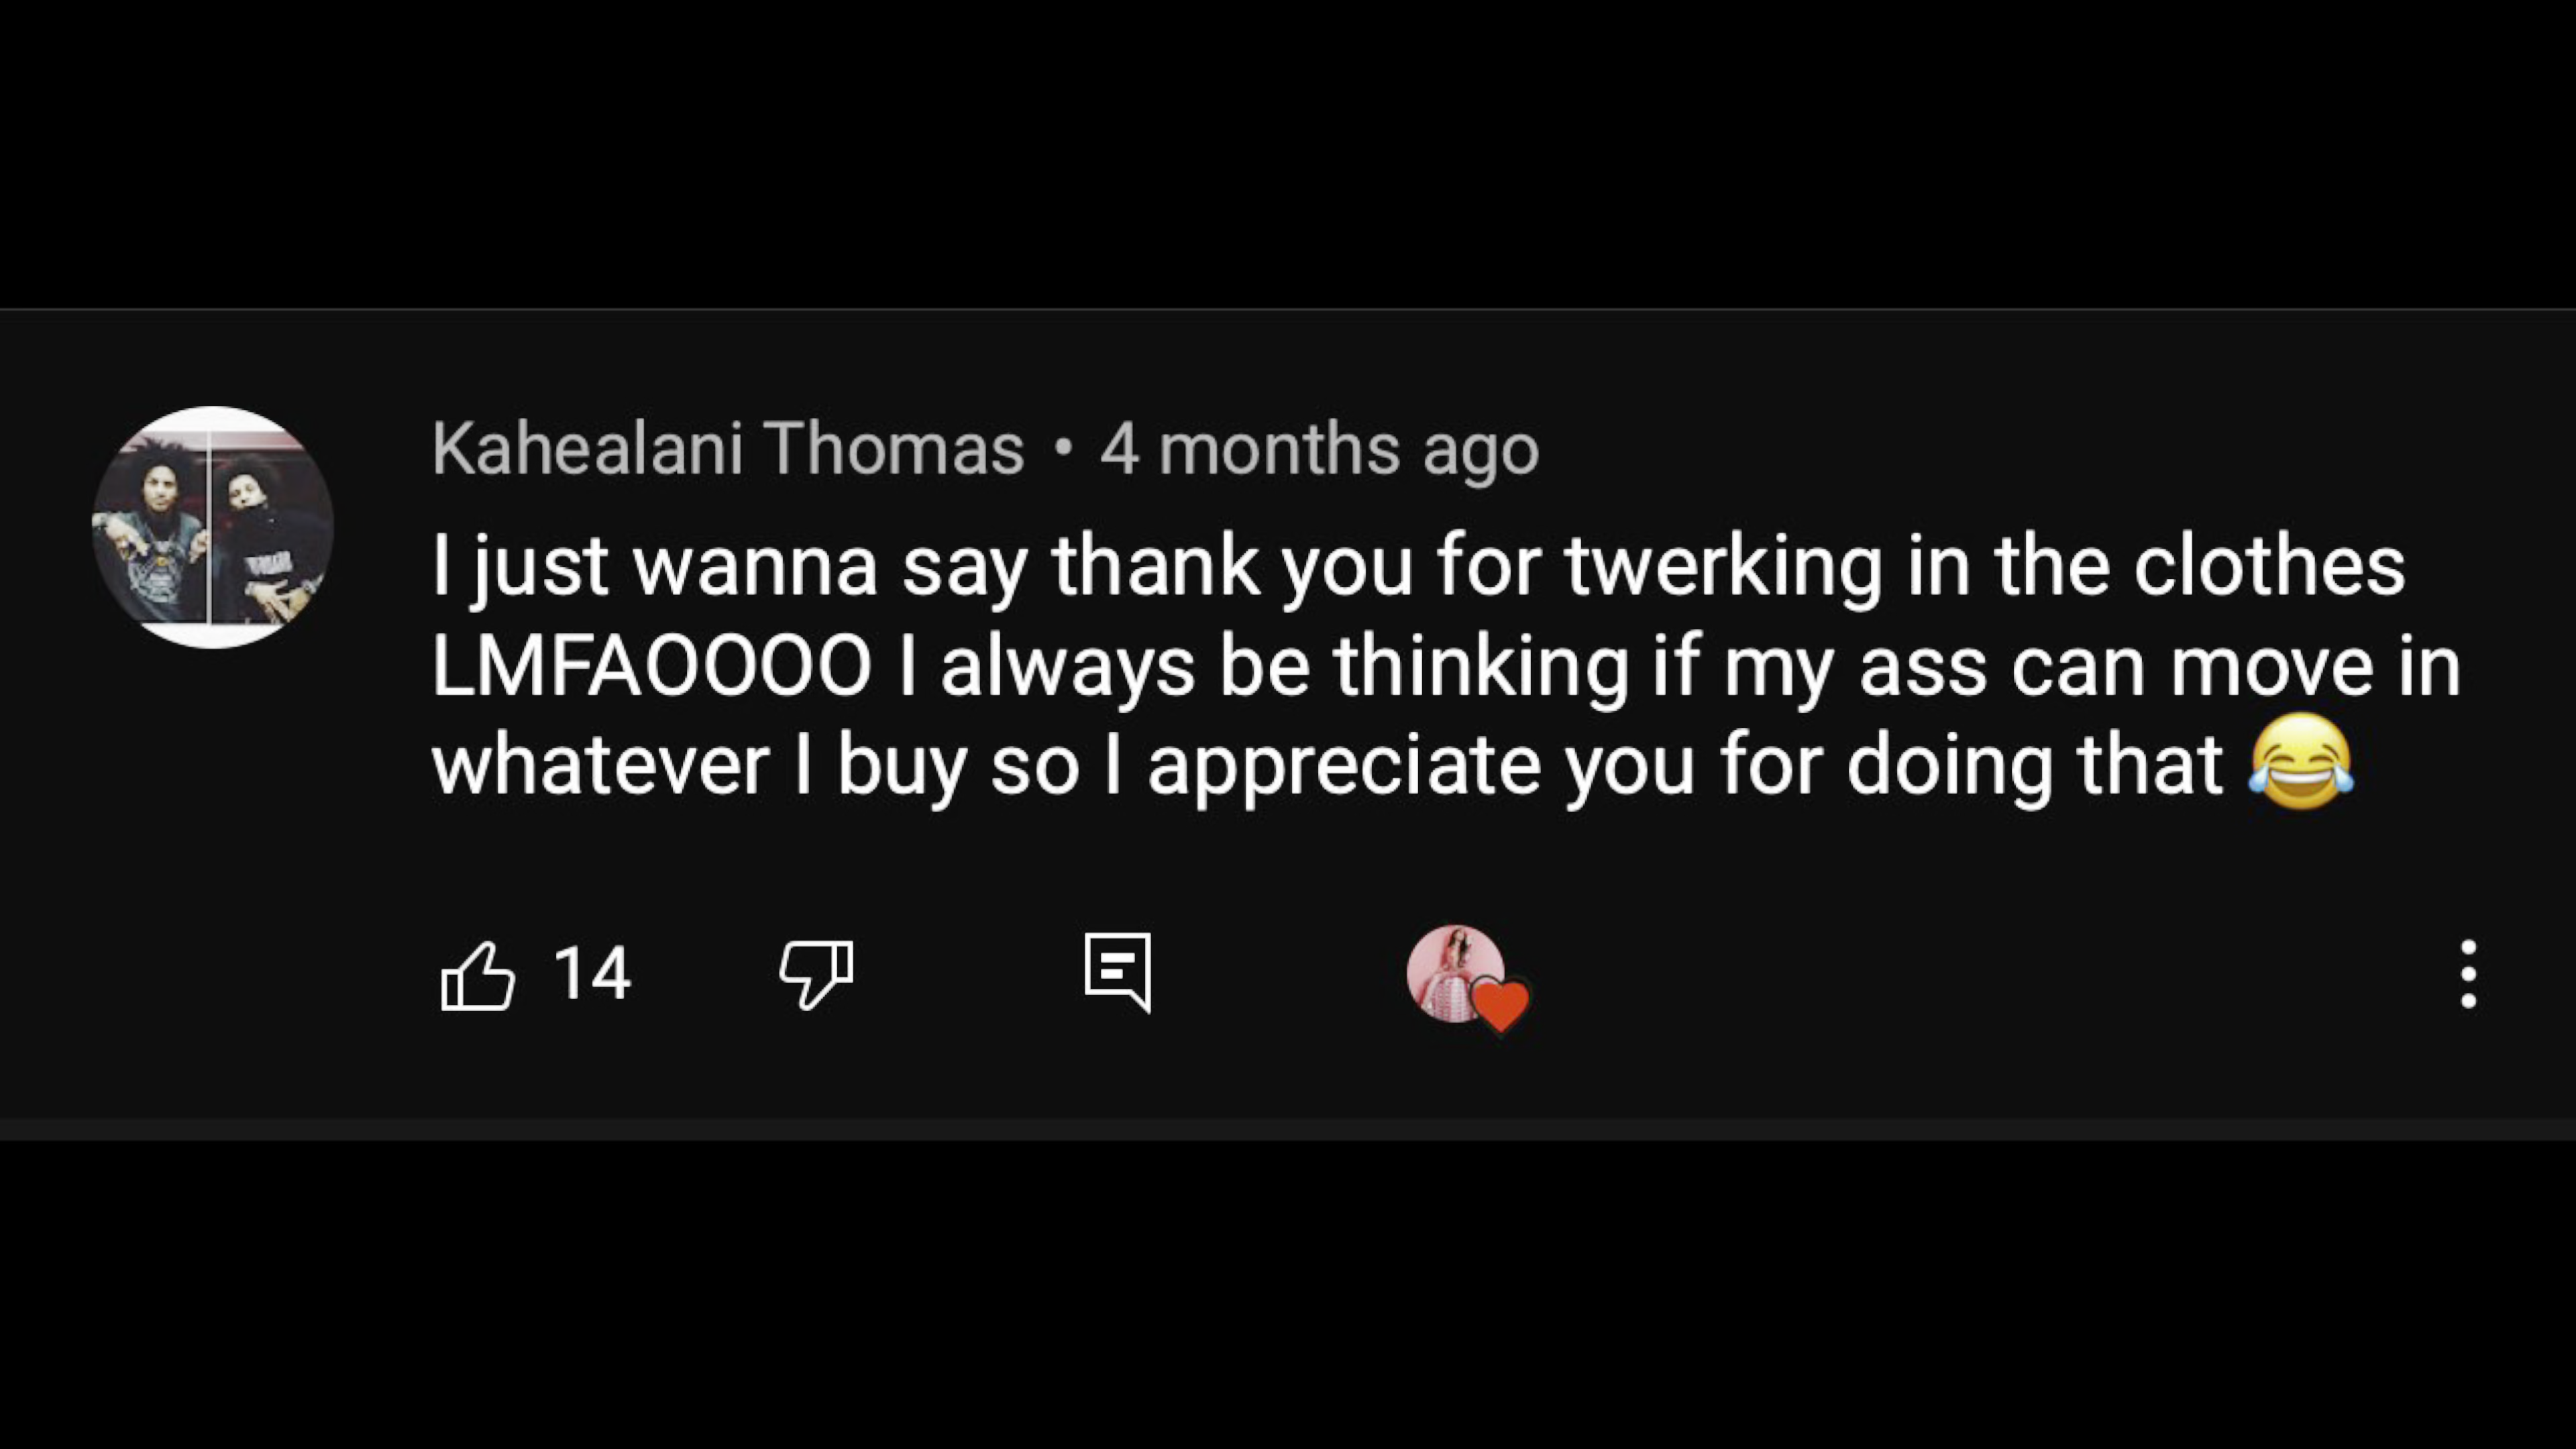 Kahealani Thomas • 4 months ago
I just wanna say thank you for twerking in the clothes
LMFAOOOO I always be thinking if my ass can move in
whatever I buy so I appreciate you for doing that 😂
14